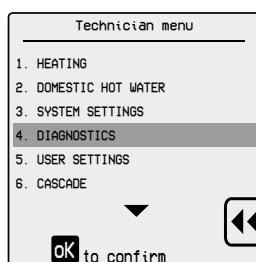 Technician menu
1. HEATING
2. DOMESTIC HOT WATER
3. SYSTEM SETTINGS
4. DIAGNOSTICS
5. USER SETTINGS
6. CASCADE
oK to confirm